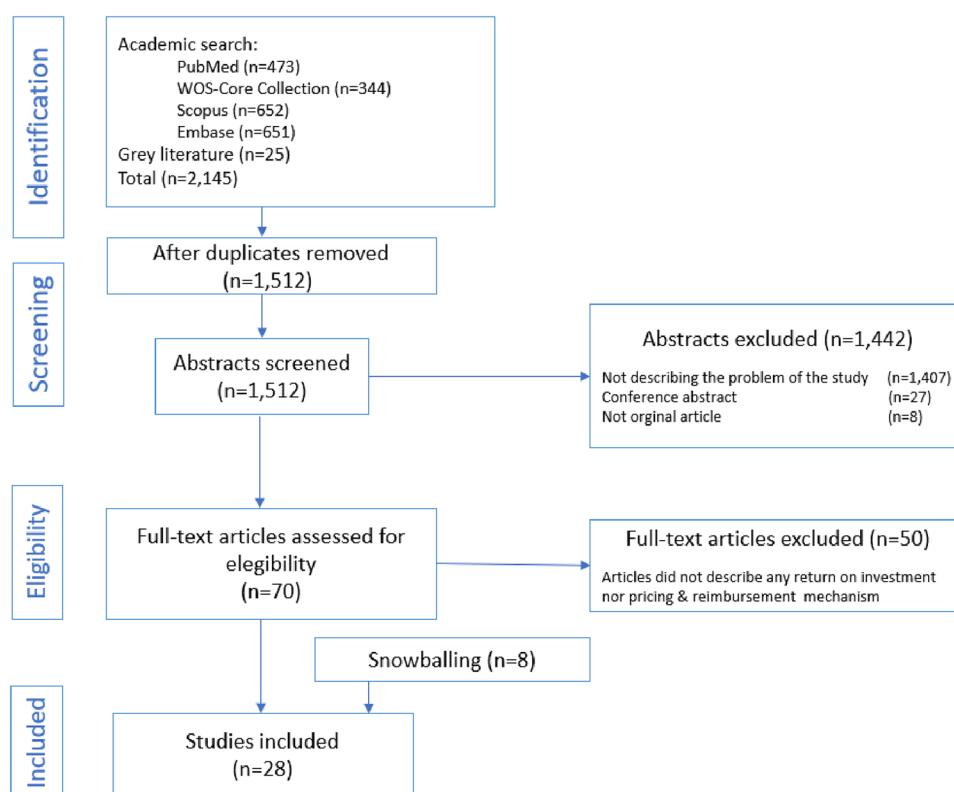 Identification
Academic search:
PubMed (n=473)
WOS-Core Collection (n=344)
Scopus (n=652)
Embase (n=651)
Grey literature (n=25)
Total (n=2,145)
After duplicates removed
(n=1,512)
Screening
Abstracts screened
(n=1,512)
Abstracts excluded (n=1,442)
Not describing the problem of the study (n=1,407)
Conference abstract (n=27)
Not orginal article (n=8)
Eligibility
Full-text articles assessed for
elegibility
(n=70)
Full-text articles excluded (n=50)
Articles did not describe any return on investment
nor pricing & reimbursement mechanism
Snowballing (n=8)
Included
Studies included
(n=28)